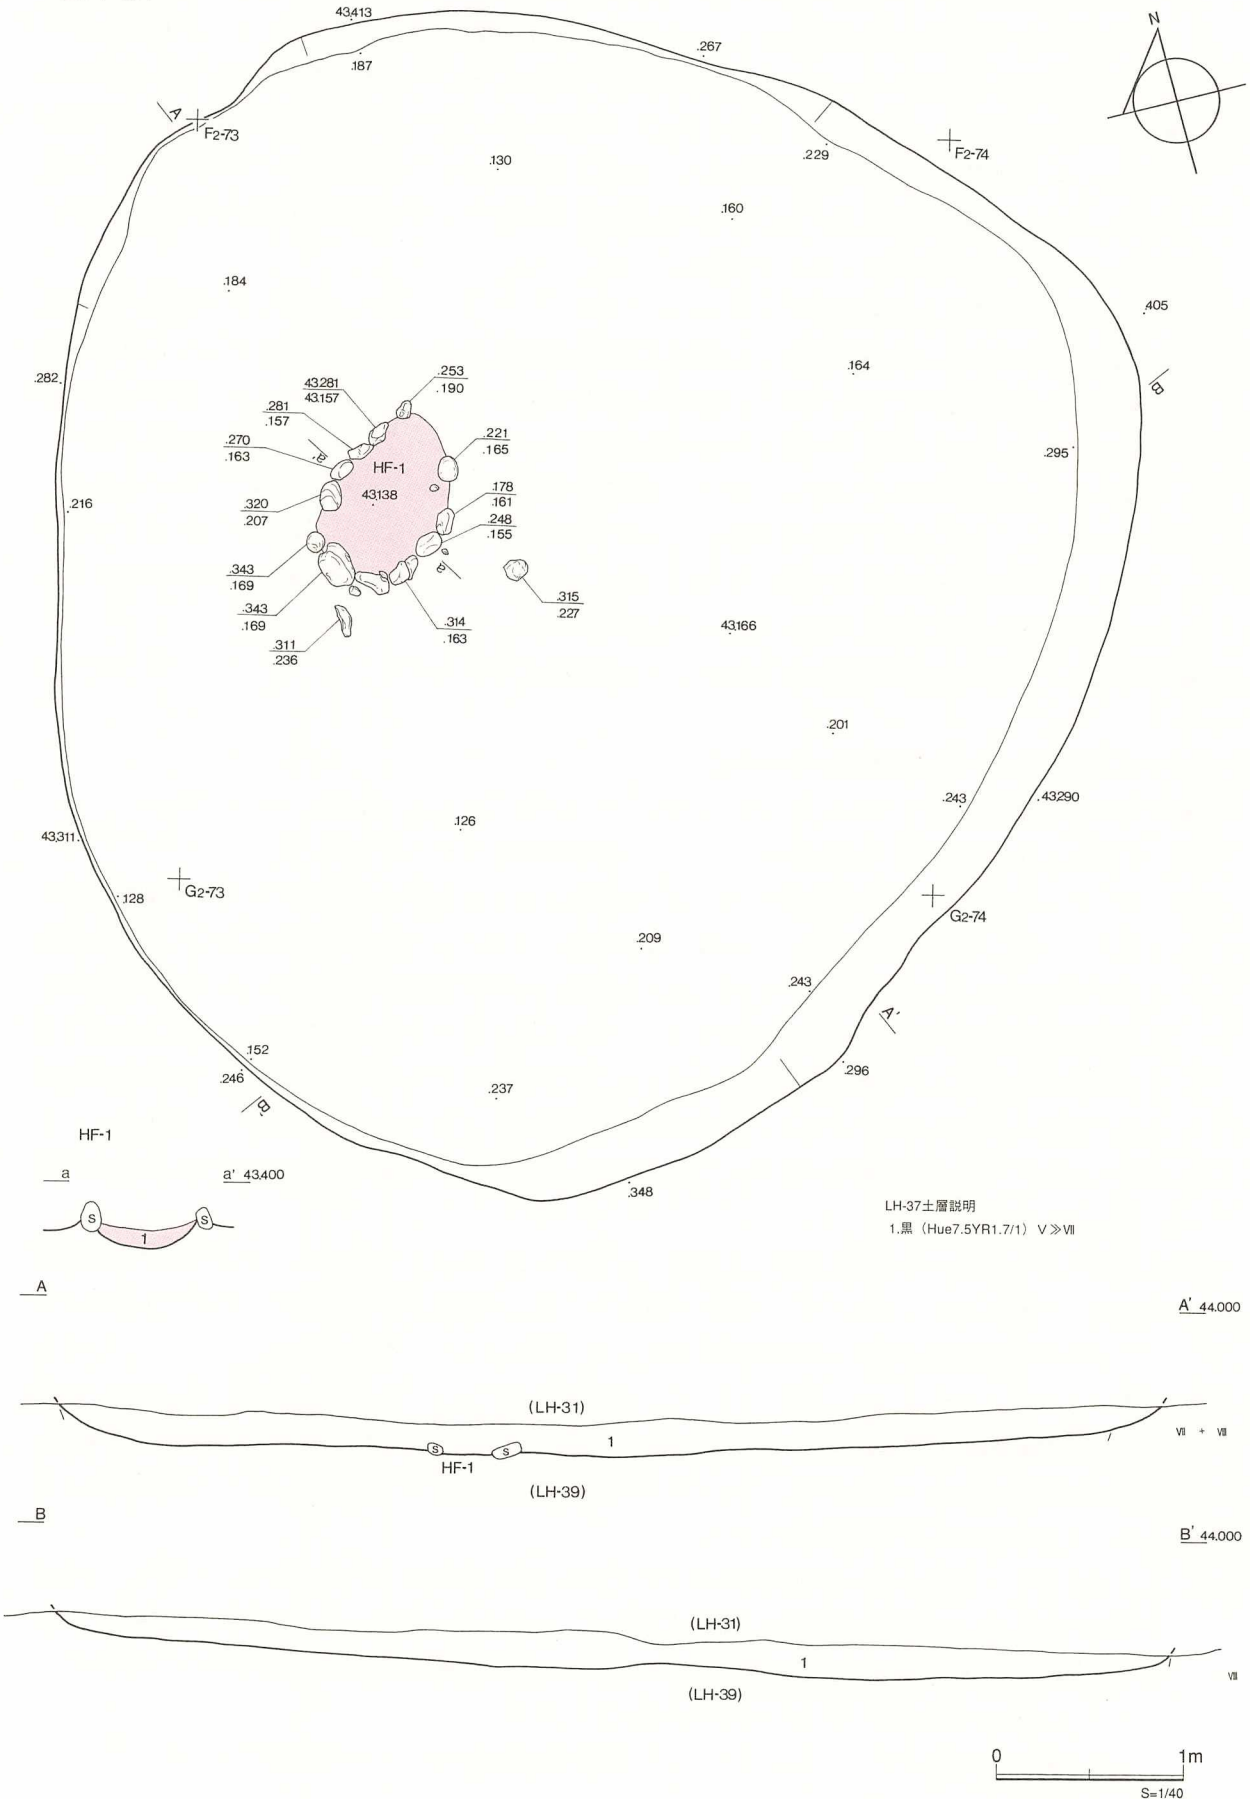 43,413
.267
.187
N
A
F2-73
F2-74
.229
.130
.160
.184
.405
B
.282
.164
.253
.190
43.281
43.157
.281
.157
.270
.163
a
.221
.165
HF-1
43,138
.295
.320
.207
.216
.178
.161
.248
.155
a'
.343
.169
.343
.169
.315
.227
.314
.163
.311
.236
43,166
.201
.243
43,290
.126
43,311
G2-73
.128
G2-74
.209
.243
A'
.152
.246
.296
.237
B'
HF-1
a
a' 43,400
.348
S
S
1
LH-37土層説明
1.黒(Hue7.5YR1.7/1) Ⅴ≫Ⅶ
A
A' 44.000
(LH-31)
1
S
S
HF-1
Ⅶ + Ⅷ
(LH-39)
B
B' 44.000
(LH-31)
1
(LH-39)
Ⅷ
0
1m
S=1/40